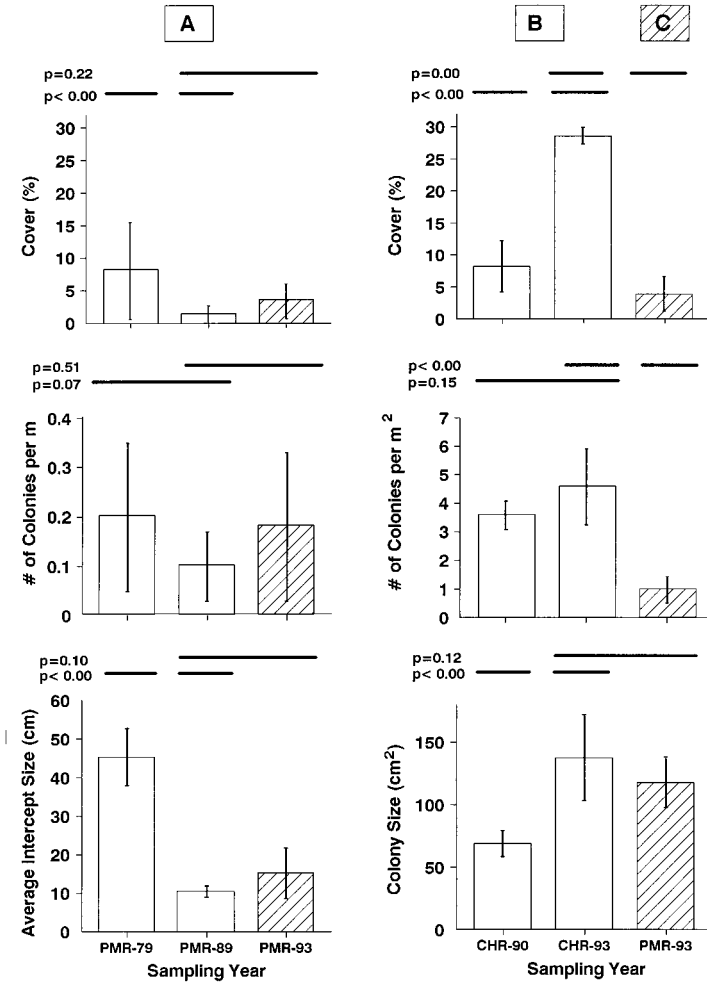 A
B
C
p=0.22
p< 0.00
30
25
20
15
10
5
0
Cover (%)
p=0.00
p< 0.00
30
25
20
15
10
5
0
Cover (%)
p=0.51
p=0.07
0.4
0.3
0.2
0.1
0
# of Colonies per m
p< 0.00
p=0.15
7
6
5
4
3
2
1
0
# of Colonies per m²
p=0.10
p< 0.00
60
50
40
30
20
10
0
Average Intercept Size (cm)
PMR-79 PMR-89 PMR-93
Sampling Year
p=0.12
p< 0.00
150
100
50
0
Colony Size (cm²)
CHR-90 CHR-93 PMR-93
Sampling Year